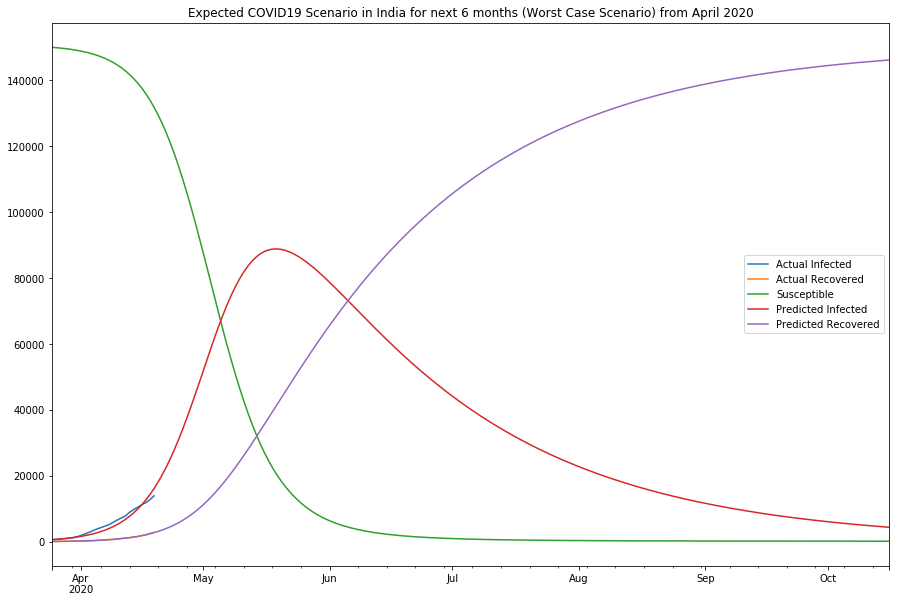 Expected COVID19 Scenario in India for next 6 months (Worst Case Scenario) from April 2020
140000
120000
100000
80000
60000
40000
20000
0
Actual Infected
Actual Recovered
Susceptible
Predicted Infected
Predicted Recovered
Apr May Jun Jul Aug Sep Oct
2020